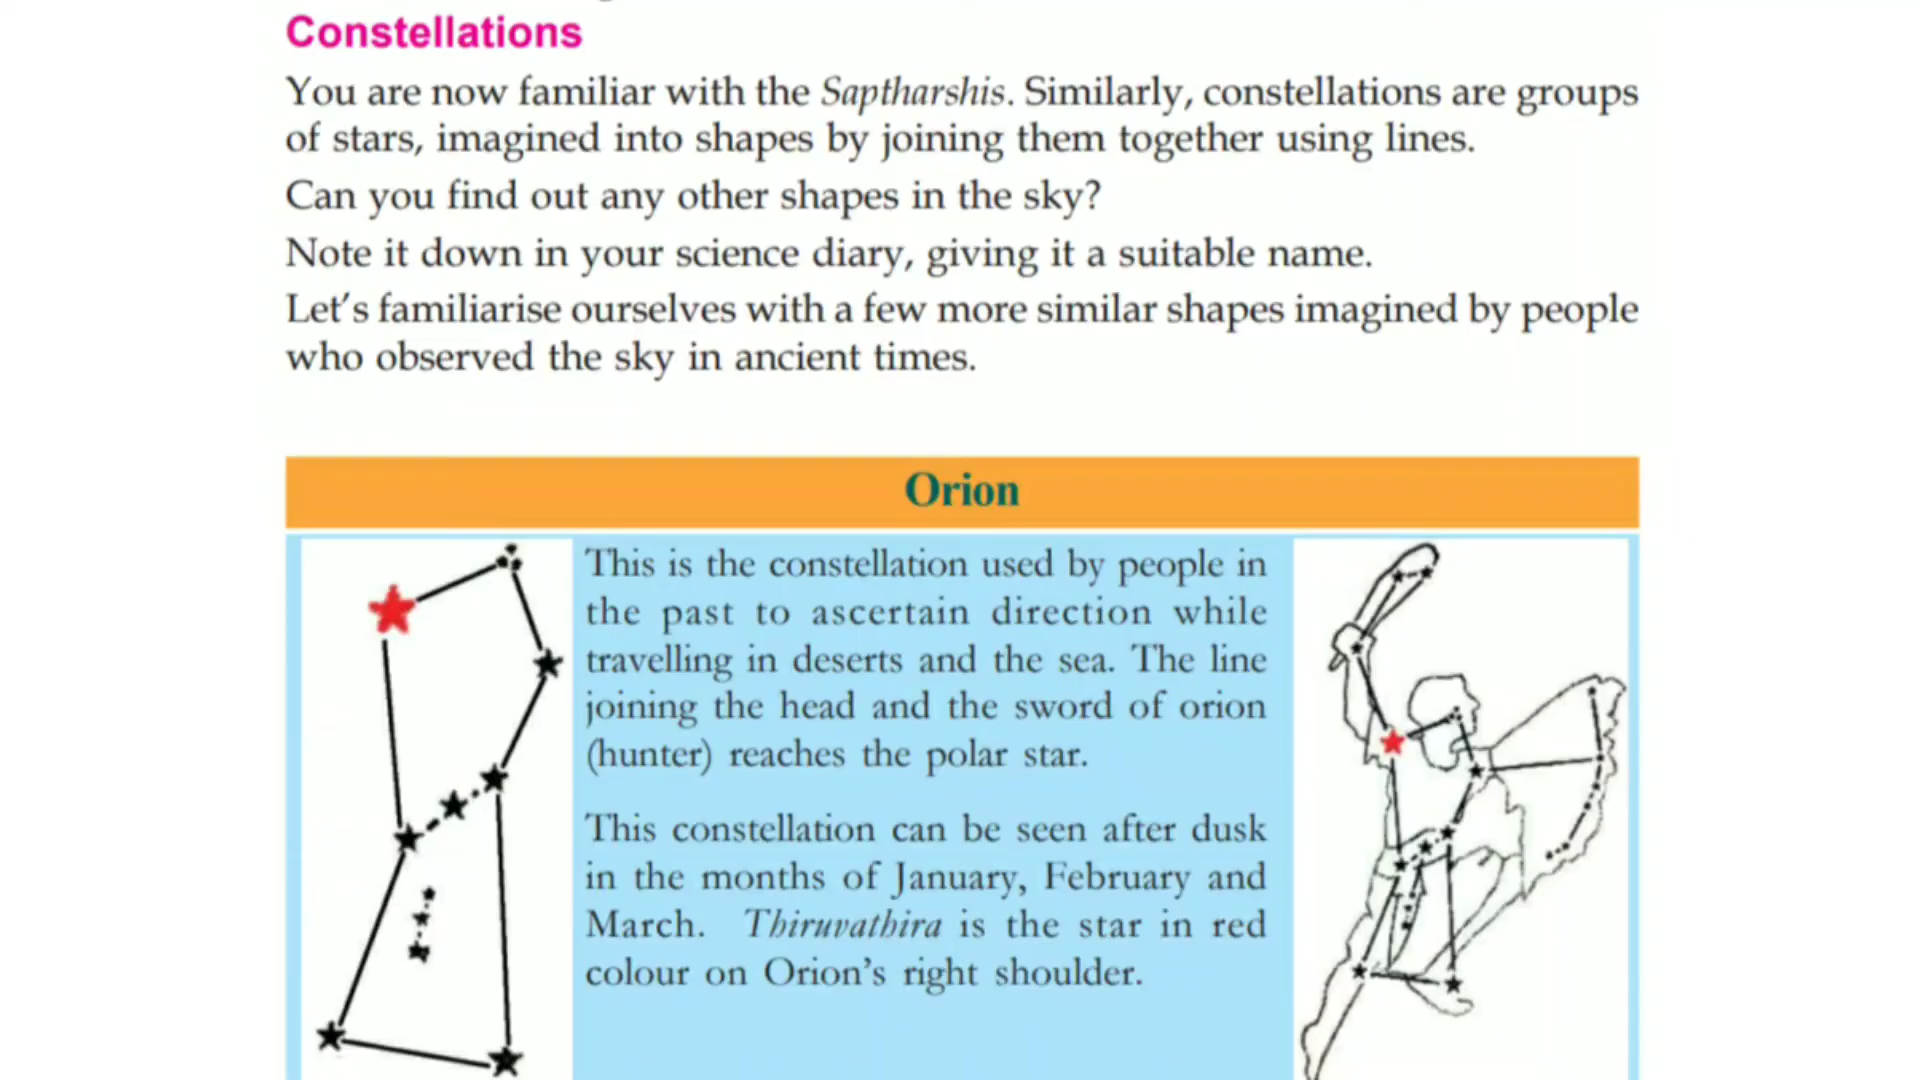 Constellations
You are now familiar with the Saptharshis. Similarly, constellations are groups
of stars, imagined into shapes by joining them together using lines.
Can you find out any other shapes in the sky?
Note it down in your science diary, giving it a suitable name.
Let's familiarise ourselves with a few more similar shapes imagined by people
who observed the sky in ancient times.
Orion
This is the constellation used by people in
the past to ascertain direction while
travelling in deserts and the sea. The line
joining the head and the sword of orion
(hunter) reaches the polar star.
This constellation can be seen after dusk
in the months of January, February and
March. Thiruvathira is the star in red
colour on Orion's right shoulder.